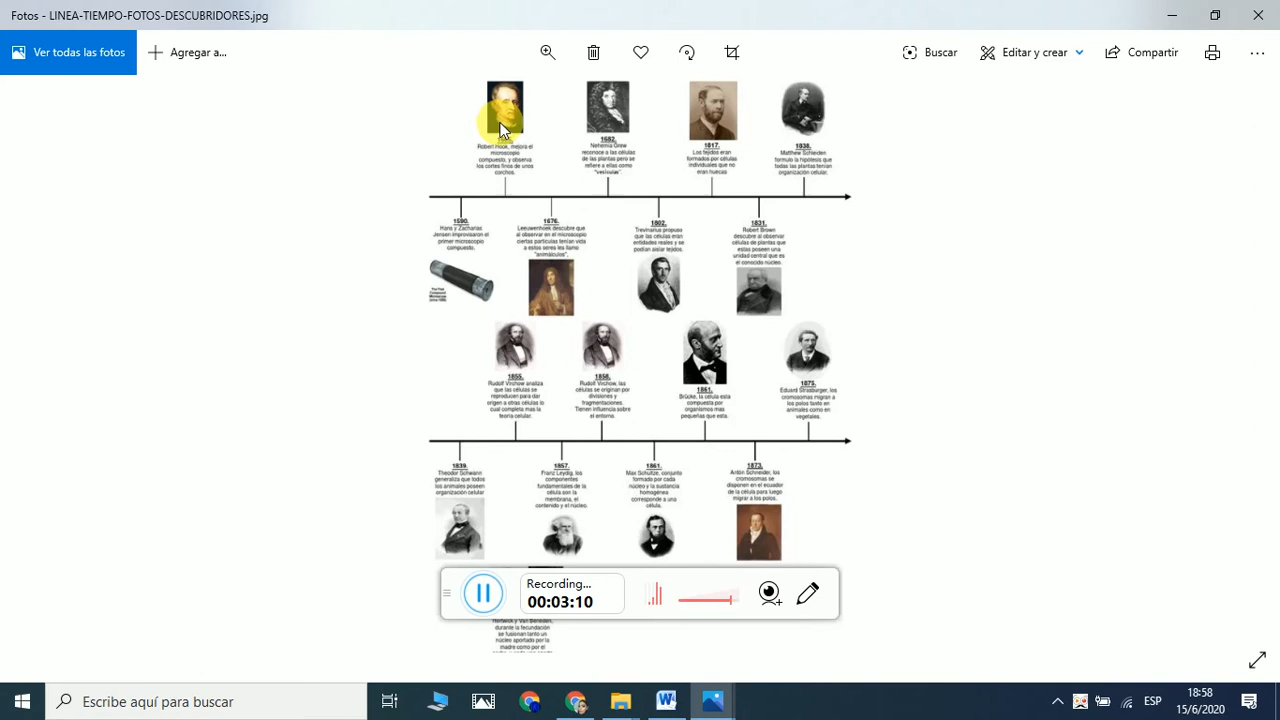 Fotos - LINEA-TIEMPO-FOTOS-DESCUBRIDORES.jpg
Ver todas las fotos
Agregar a...
Buscar
Editar y crear
Compartir
Robert Hook, mejora el
microscopio
compuesto, y observa
los cortes finos de unos
corchos.
1682.
Nehemia Grew
reconoce a las células
de las plantas pero se
refiere a ellas como
"vesículas".
1817.
Los tejidos eran
formados por células
individuales que no
eran huecas
1838.
Matthew Schleiden
formulo la hipótesis que
todas las plantas tenían
organización celular.
1590.
Hans y Zacharias
Jensen improvisaron el
primer microscopio
compuesto.
1676.
Leeuwenhoek descubre que
al observar en el microscopio
ciertas partículas tenían vida
a estos seres les llamo
"animálculos",
1802.
Treviranus propuso
que las células eran
entidades reales y se
podían aislar tejidos.
1831.
Robert Brown
descubre al observar
células de plantas que
estas poseen una
unidad central que es
el conocido núcleo.
The First
Compound
Microscope
1855.
Rudolf Virchow analiza
que las células se
reproducen para dar
origen a otras células lo
cual completa mas la
teoría celular.
1858.
Rudolf Virchow, las
células se originan por
divisiones y
fragmentaciones.
Tienen influencia sobre
el entorno.
1861.
Brücke, la célula esta
compuesta por
organismos mas
pequeñas que esta.
1875.
Eduard Strasburger, los
cromosomas migran a
los polos tanto en
animales como en
vegetales.
1839.
Theodor Schwann
generaliza que todos
los animales poseen
organización celular
1857.
Franz Leydig, los
componentes
fundamentales de la
célula son la
membrana, el
contenido y el núcleo.
1861.
Max Schultze, conjunto
formado por cada
núcleo y la sustancia
homogénea
corresponde a una
célula.
1873.
Anton Schneider, los
cromosomas se
disponen en el ecuador
de la célula para luego
migrar a los polos.
Recording...
00:03:10
Hertwick y Van Beneden,
durante la fecundación
se fusionan tanto un
núcleo aportado por la
madre como por el
Escribe aquí para buscar
ESP
18:58
15/6/2020